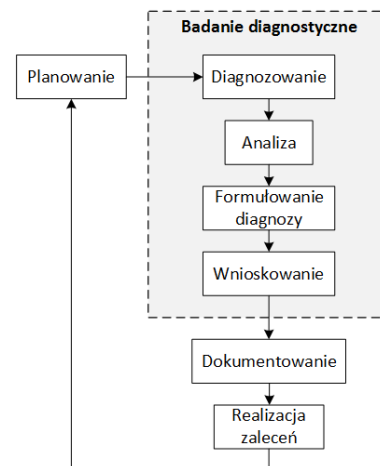 Badanie diagnostyczne
Planowanie
Diagnozowanie
Analiza
Formułowanie
diagnozy
Wnioskowanie
Dokumentowanie
Realizacja
zaleceń